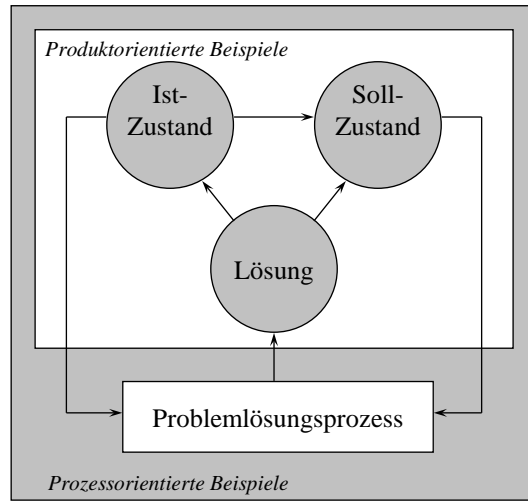 Produktorientierte Beispiele
Ist-
Zustand
Soll-
Zustand
Lösung
Problemlösungsprozess
Prozessorientierte Beispiele